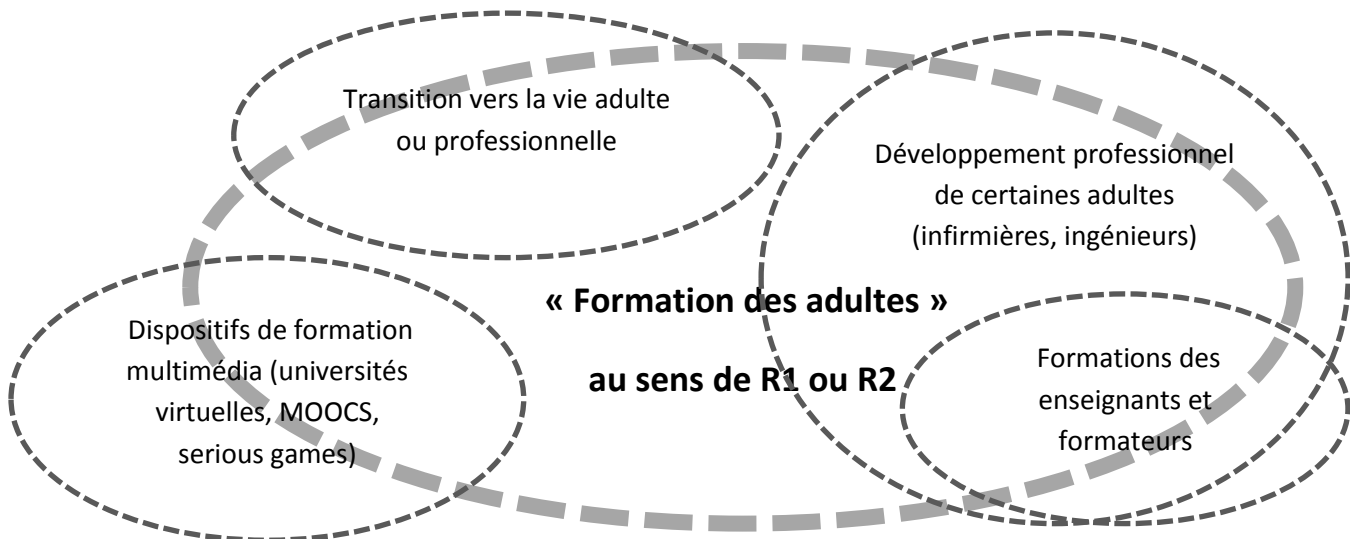 Transition vers la vie adulte
ou professionnelle
Développement professionnel
de certaines adultes
(infirmières, ingénieurs)
« Formation des adultes »
au sens de R1 ou R2
Dispositifs de formation
multimédia (universités
virtuelles, MOOCS,
serious games)
Formations des
enseignants et
formateurs